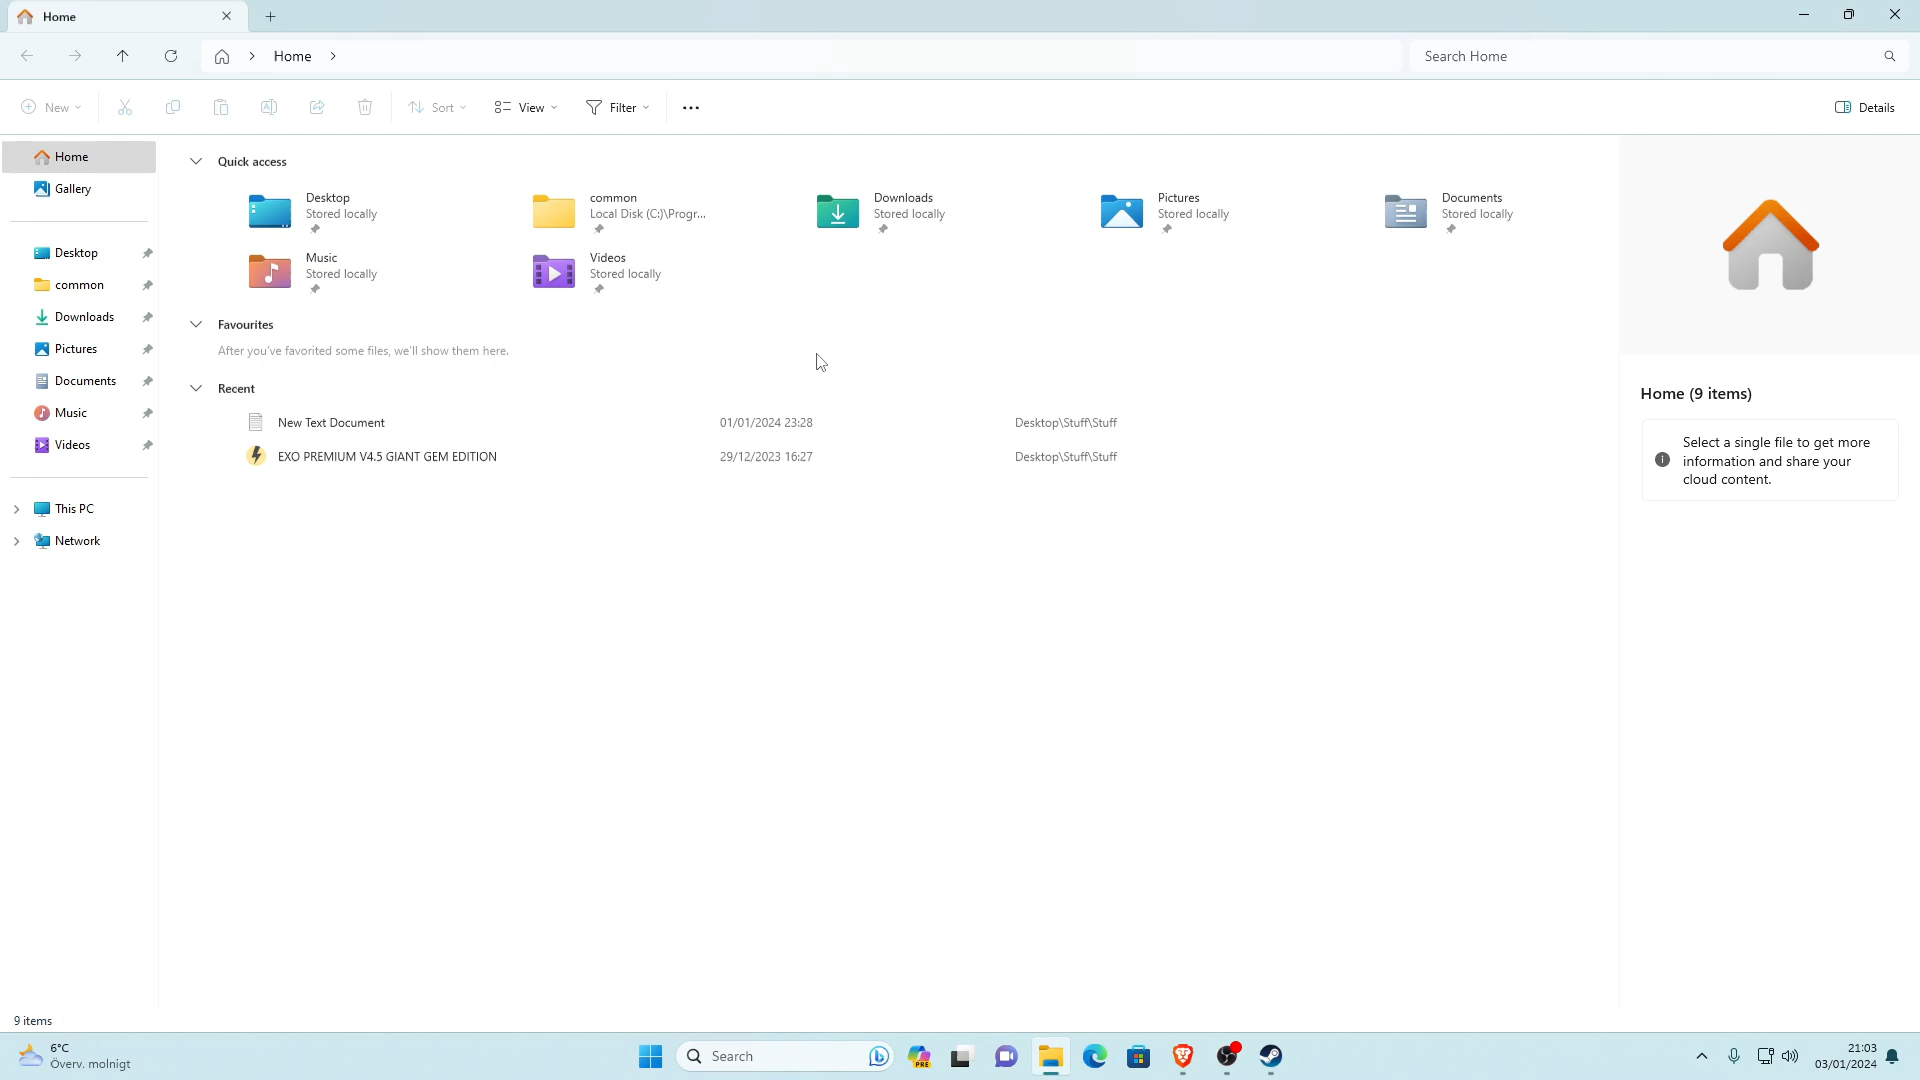 Home
Home
Search Home
New
Sort
View
Filter
Details
Home
Gallery
Desktop
common
Downloads
Pictures
Documents
Music
Videos
This PC
Network
Quick access
Desktop
Stored locally
common
Local Disk (C:)\Progr...
Downloads
Stored locally
Pictures
Stored locally
Documents
Stored locally
Music
Stored locally
Videos
Stored locally
Favourites
After you've favorited some files, we'll show them here.
Recent
New Text Document 01/01/2024 23:28 Desktop\Stuff\Stuff
EXO PREMIUM V4.5 GIANT GEM EDITION 29/12/2023 16:27 Desktop\Stuff\Stuff
Home (9 items)
Select a single file to get more
information and share your
cloud content.
9 items
6°C
Överv. molnigt
Search
PRE
21:03
03/01/2024